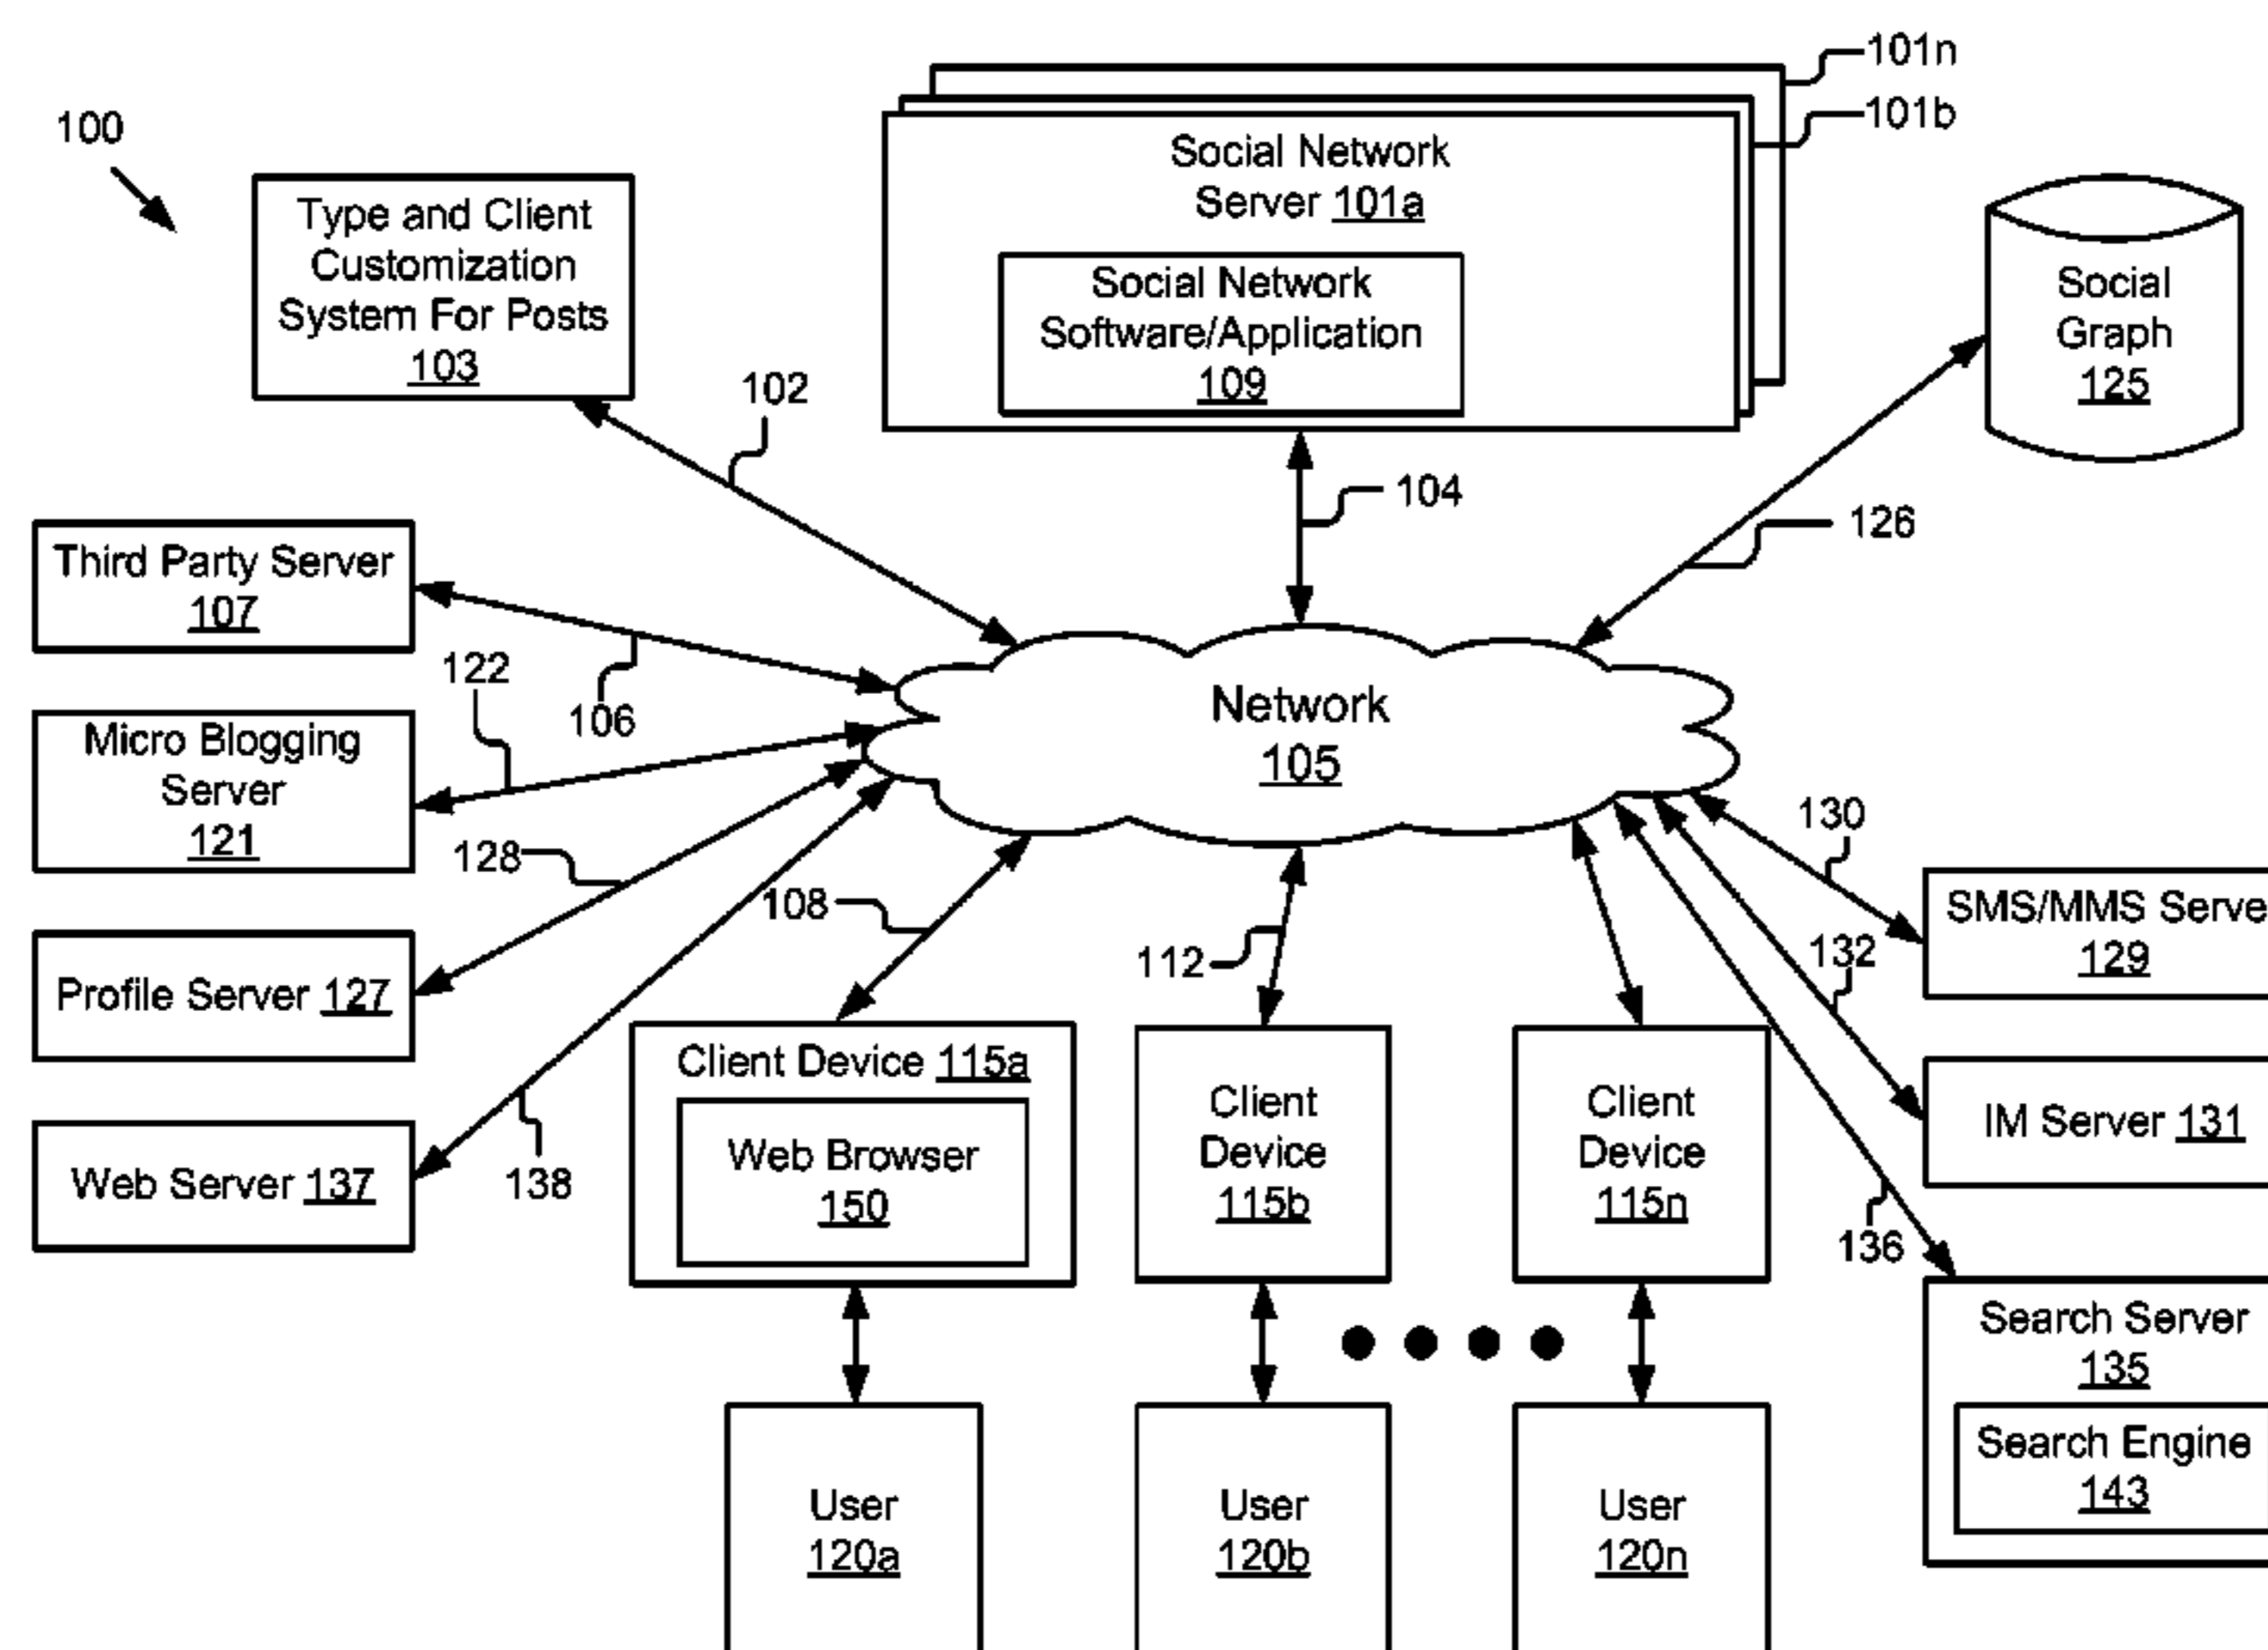 100
101n
101b
Social Network
Server 101a
Social Network
Software/Application
109
Type and Client
Customization
System For Posts
103
Social
Graph
125
102
104
126
Third Party Server
107
106
122
Micro Blogging
Server
121
Network
105
128
108
112
130
132
SMS/MMS Serve
129
Profile Server 127
Client Device 115a
Web Browser
150
Client
Device
115b
Client
Device
115n
IM Server 131
Web Server 137
138
136
Search Server
135
Search Engine
143
User
120a
User
120b
User
120n